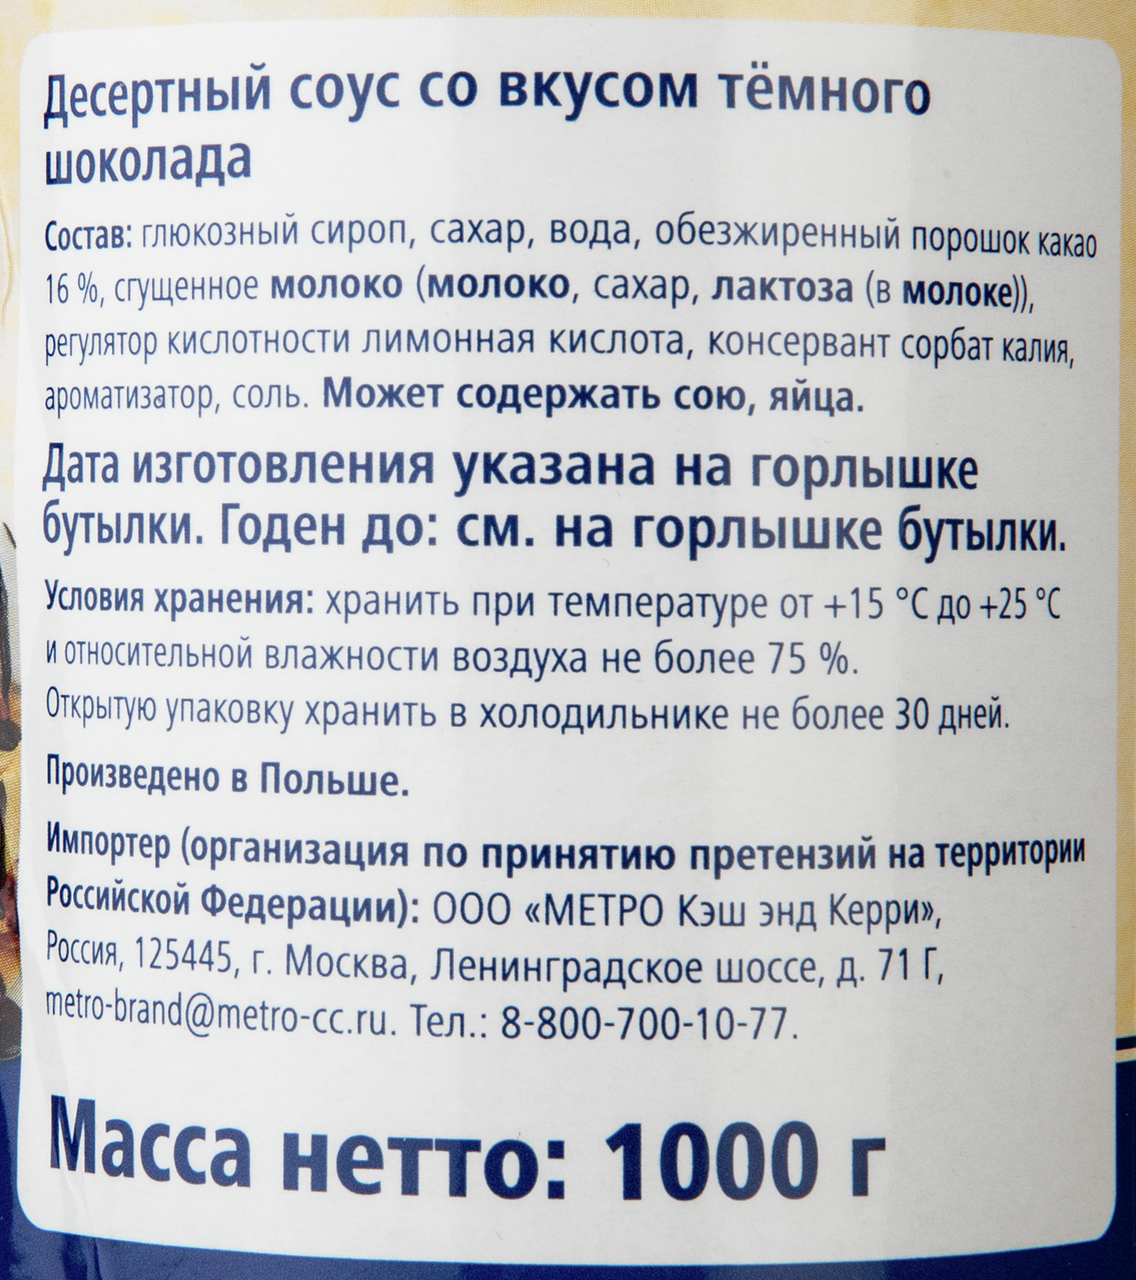 Десертный соус со вкусом тёмного
шоколада
Состав: глюкозный сироп, сахар, вода, обезжиренный порошок какао
16 %, сгущенное молоко (молоко, сахар, лактоза (в молоке)),
регулятор кислотности лимонная кислота, консервант сорбат калия,
ароматизатор, соль. Может содержать сою, яйца.
Дата изготовления указана на горлышке
бутылки. Годен до: см. на горлышке бутылки.
Условия хранения: хранить при температуре от +15 °С до +25 °С
и относительной влажности воздуха не более 75 %.
Открытую упаковку хранить в холодильнике не более 30 дней.
Произведено в Польше.
Импортер (организация по принятию претензий на территории
Российской Федерации): ООО «МЕТРО Кэш энд Керри»,
Россия, 125445, г. Москва, Ленинградское шоссе, д. 71 Г,
metro-brand@metro-cc.ru. Тел.: 8-800-700-10-77.
Масса нетто: 1000 г